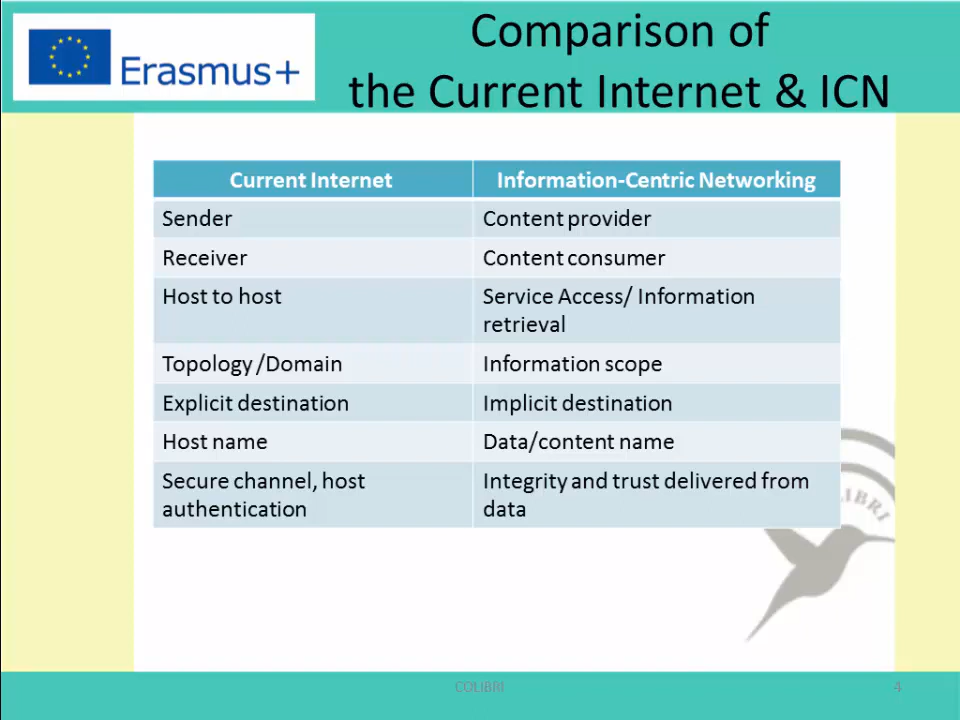 Erasmus+
Comparison of
the Current Internet & ICN
Current Internet
Information-Centric Networking
Sender
Content provider
Receiver
Content consumer
Host to host
Service Access/ Information
retrieval
Topology /Domain
Information scope
Explicit destination
Implicit destination
Host name
Data/content name
Secure channel, host
authentication
Integrity and trust delivered from
data
LIBRI
COLIBRI
4